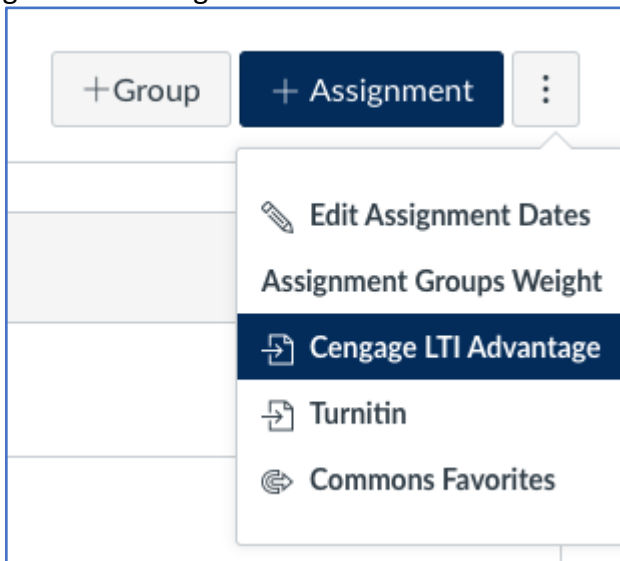 +Group
+ Assignment
Edit Assignment Dates
Assignment Groups Weight
Cengage LTI Advantage
Turnitin
Commons Favorites